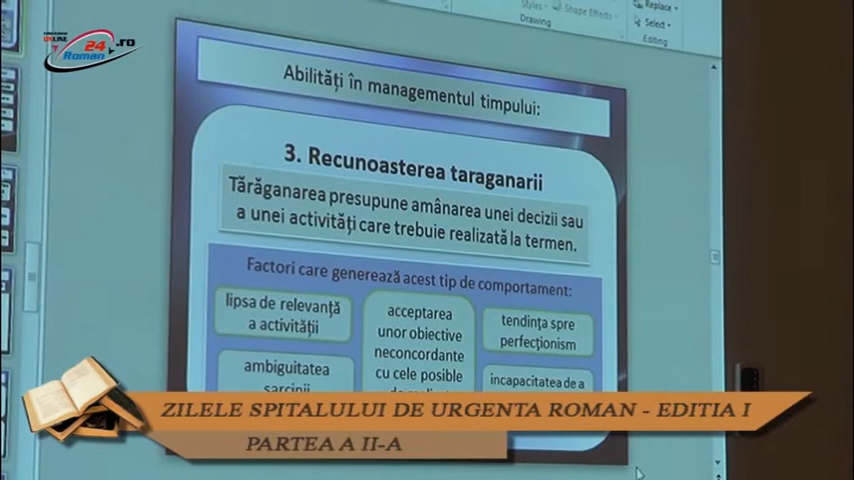 Styles
Shape Effects
Drawing
Replace
Select
Editing
ONLINE
24.ro
Roman
Abilități în managementul timpului:
3. Recunoasterea taraganarii
Tărăganarea presupune amânarea unei decizii sau
a unei activități care trebuie realizată la termen.
Factori care generează acest tip de comportament:
lipsa de relevanță
a activității
acceptarea
unor obiective
neconcordante
cu cele posibile
tendința spre
perfecţionism
ambiguitatea
sarcinii
incapacitatea de a
ZILELE SPITALULUI DE URGENTA ROMAN - EDITIA I
PARTEA A II-A